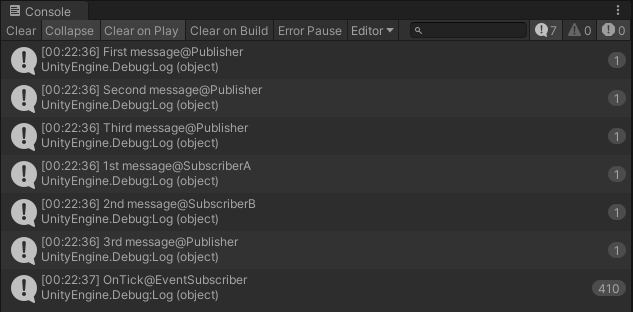 Console
Clear Collapse Clear on Play Clear on Build Error Pause Editor 7 0 0
[00:22:36] First message@Publisher
UnityEngine.Debug:Log (object)
1
[00:22:36] Second message@Publisher
UnityEngine.Debug:Log (object)
1
[00:22:36] Third message@Publisher
UnityEngine.Debug:Log (object)
1
[00:22:36] 1st message@SubscriberA
UnityEngine.Debug:Log (object)
1
[00:22:36] 2nd message@SubscriberB
UnityEngine.Debug:Log (object)
1
[00:22:36] 3rd message@Publisher
UnityEngine.Debug:Log (object)
1
[00:22:37] OnTick@EventSubscriber
UnityEngine.Debug:Log (object)
410